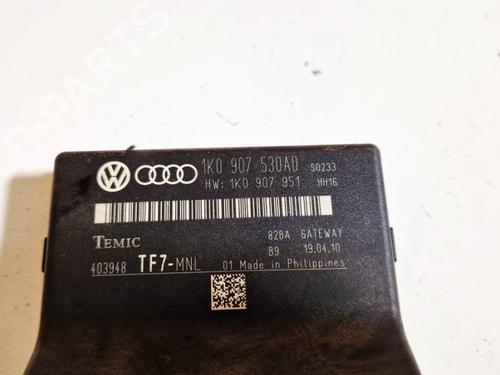 1K0 907 530AD S0233
HW: 1K0 907 951 HH16
TEMIC
82BA GATEWAY
B9 19.04.10
403948 TF7-MNL 01 Made in Philippines
B-Parts